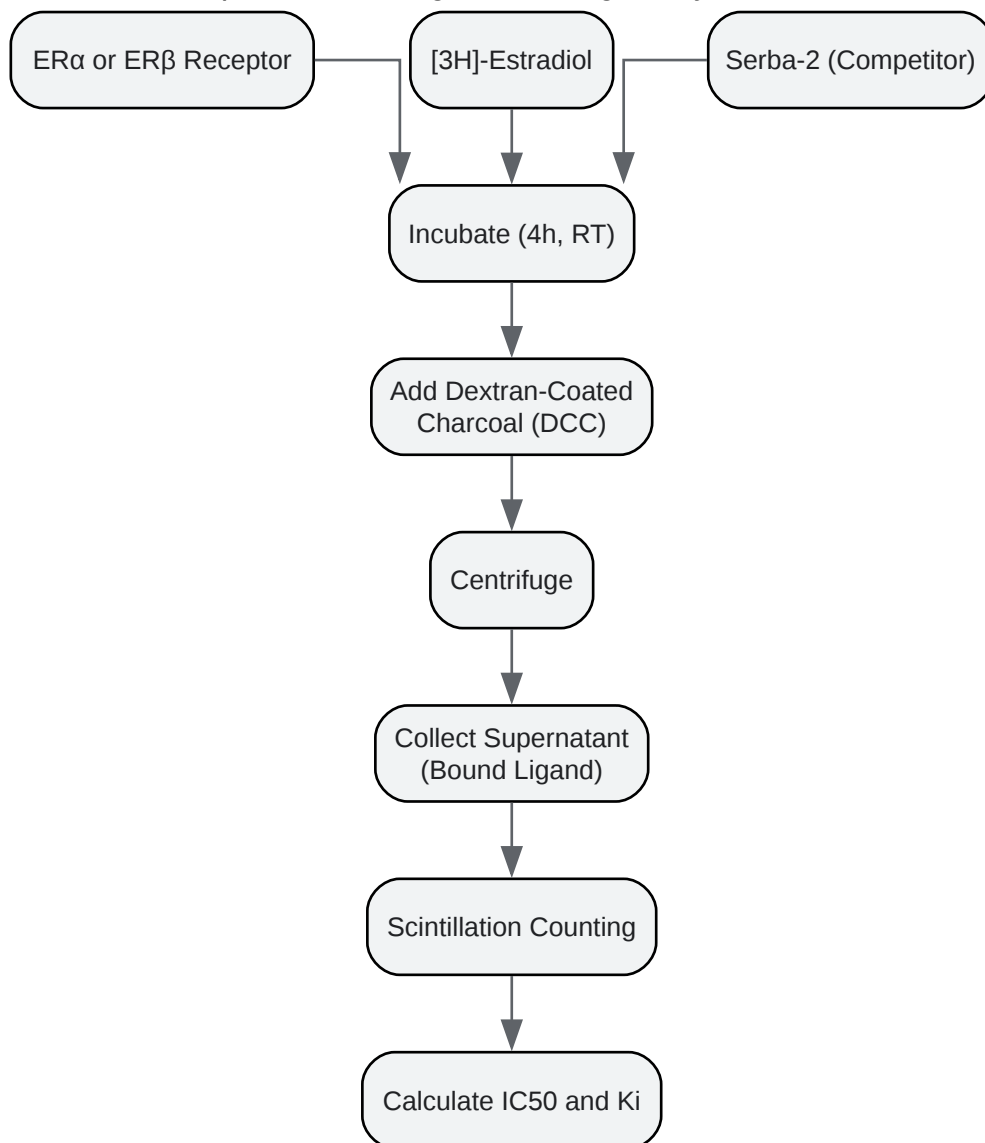 ERα or ERβ Receptor
[3H]-Estradiol
Serba-2 (Competitor)
Incubate (4h, RT)
Add Dextran-Coated
Charcoal (DCC)
Centrifuge
Collect Supernatant
(Bound Ligand)
Scintillation Counting
Calculate IC50 and Ki